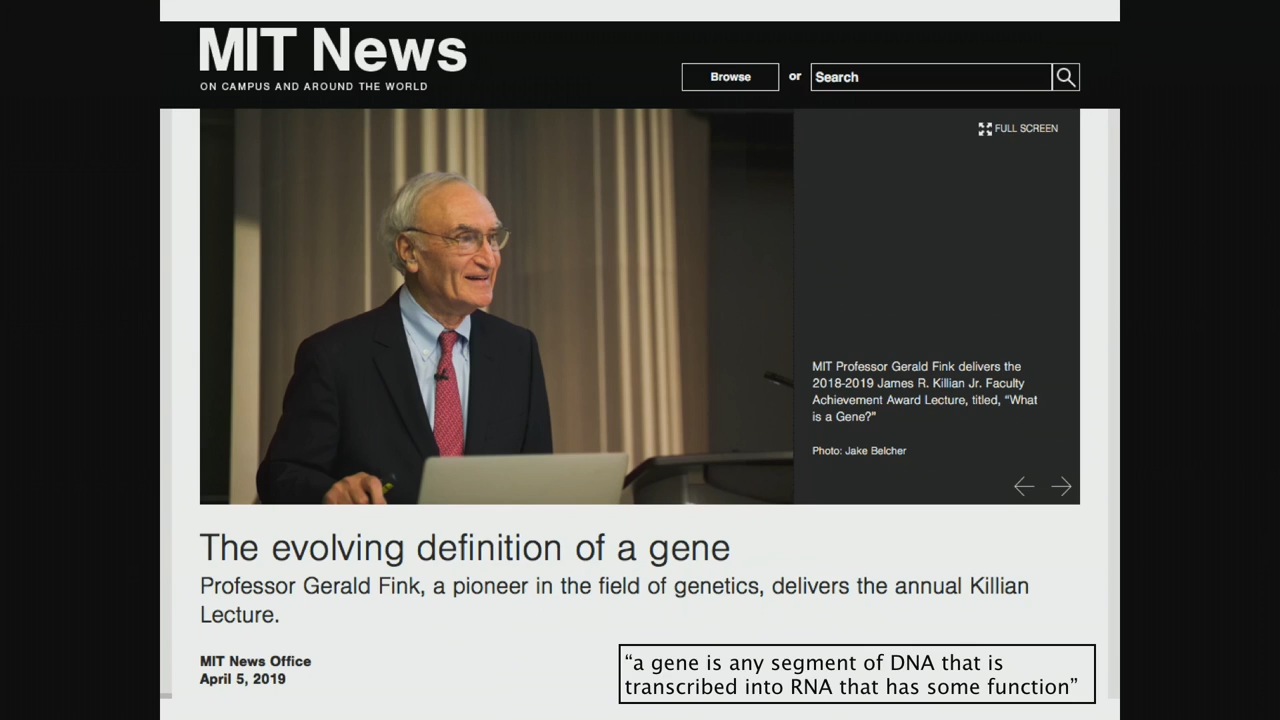 MIT News
ON CAMPUS AND AROUND THE WORLD
Browse or Search
FULL SCREEN
MIT Professor Gerald Fink delivers the
2018-2019 James R. Killian Jr. Faculty
Achievement Award Lecture, titled, “What
is a Gene?”
Photo: Jake Belcher
The evolving definition of a gene
Professor Gerald Fink, a pioneer in the field of genetics, delivers the annual Killian
Lecture.
MIT News Office
April 5, 2019
“a gene is any segment of DNA that is
transcribed into RNA that has some function”